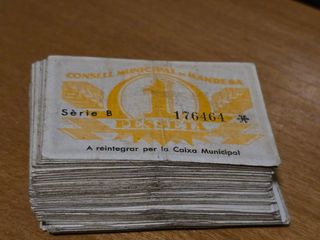 CONSELL MUNICIPAL DE MANRESA
1
Sèrie B 176464
PESSETA
A reintegrar per la Caixa Municipal